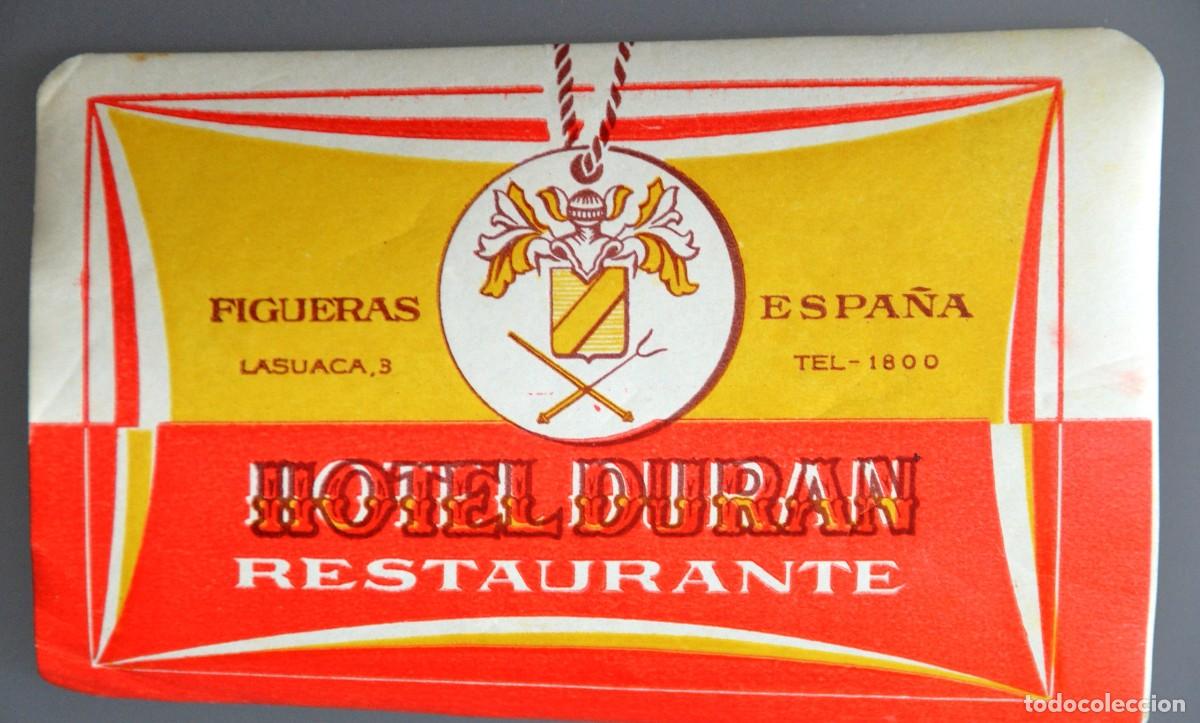 FIGUERAS
LASUACA, 3
ESPAÑA
TEL-1800
HOTEL DURAN
RESTAURANTE
todocoleccion